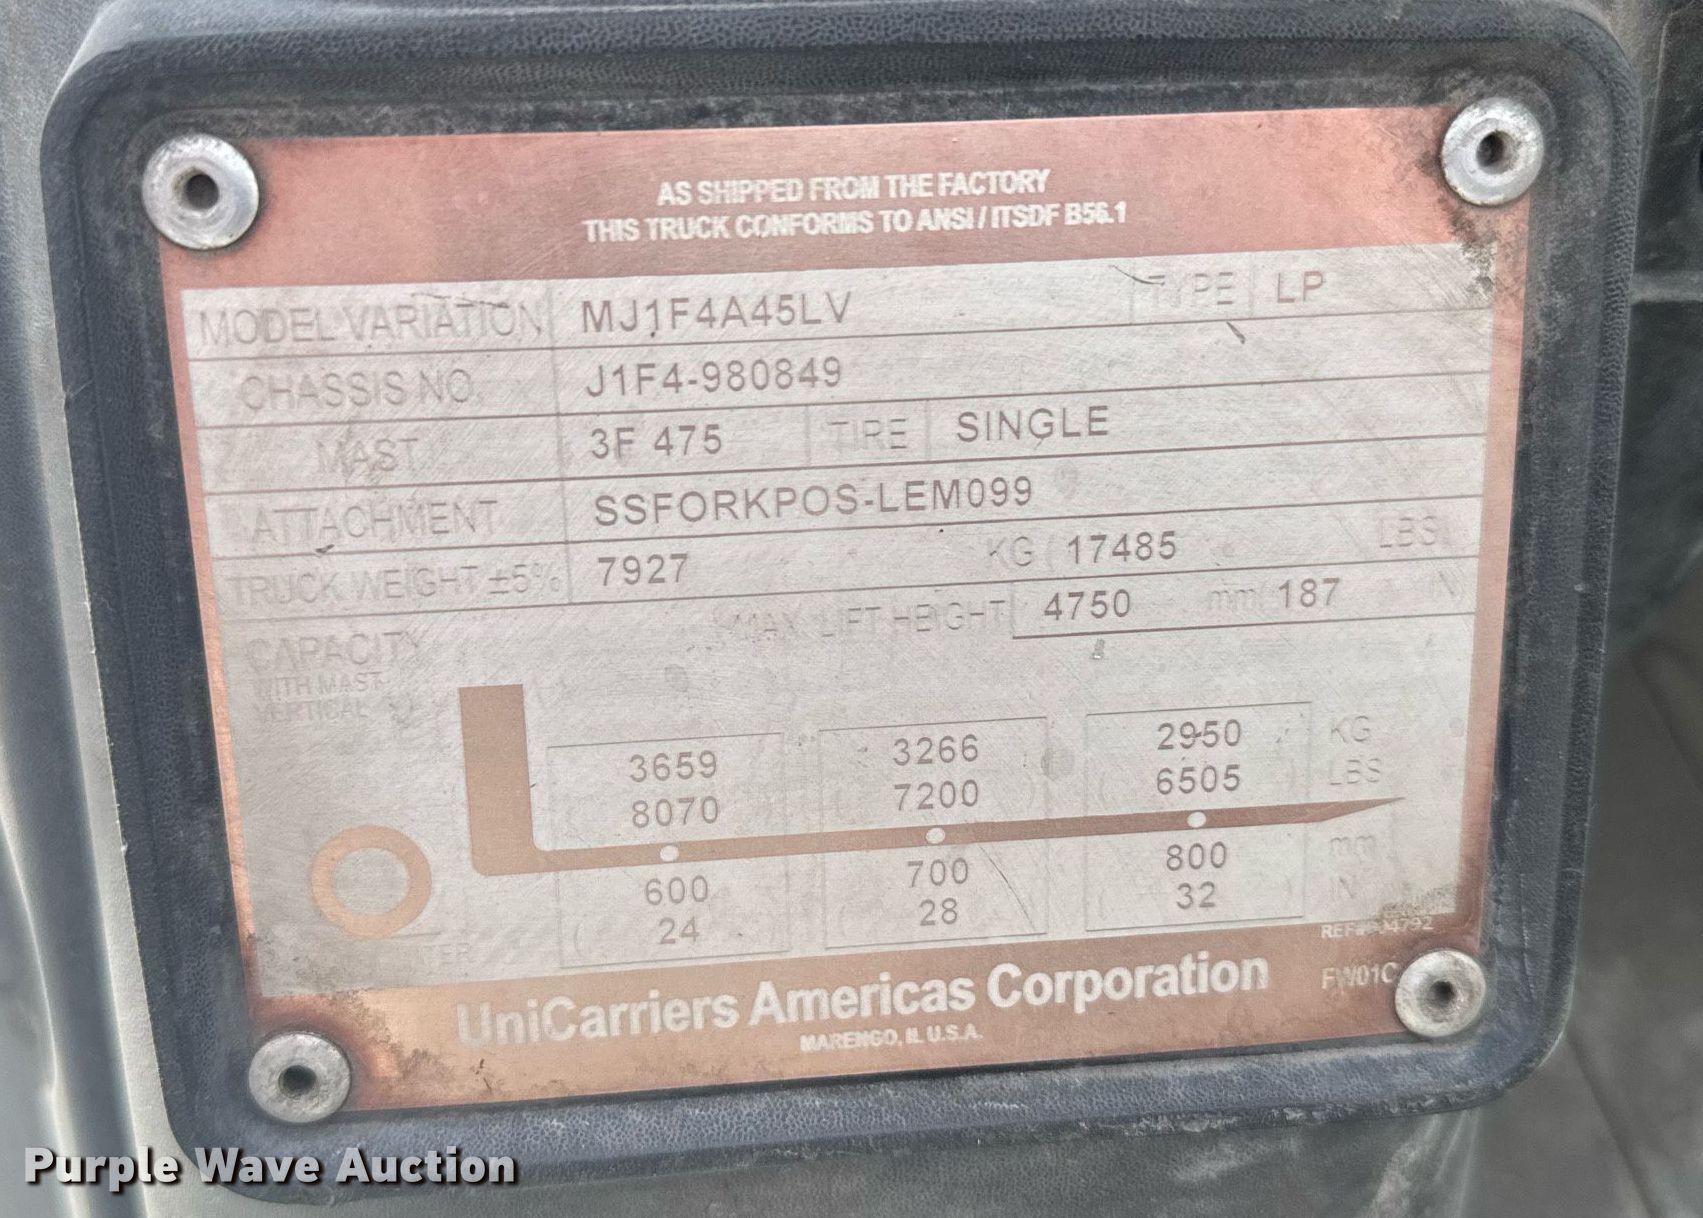 AS SHIPPED FROM THE FACTORY
THIS TRUCK CONFORMS TO ANSI / ITSDF B56.1
MODEL VARIATION MJ1F4A45LV TYPE LP
CHASSIS NO. J1F4-980849
MAST 3F 475 TIRE SINGLE
ATTACHMENT SSFORKPOS-LEM099
TRUCK WEIGHT ±5% 7927 KG ( 17485 LBS
MAX LIFT HEIGHT 4750 mm ( 187 IN)
CAPACITY
WITH MAST
VERTICAL
3659 3266 2950 KG
( 8070 ) ( 7200 ) ( 6505 ) LBS
600 700 800 mm
( 24 ) ( 28 ) ( 32 ) IN
UniCarriers Americas Corporation
MARENGO, IL U.S.A.
FW01C
Purple Wave Auction